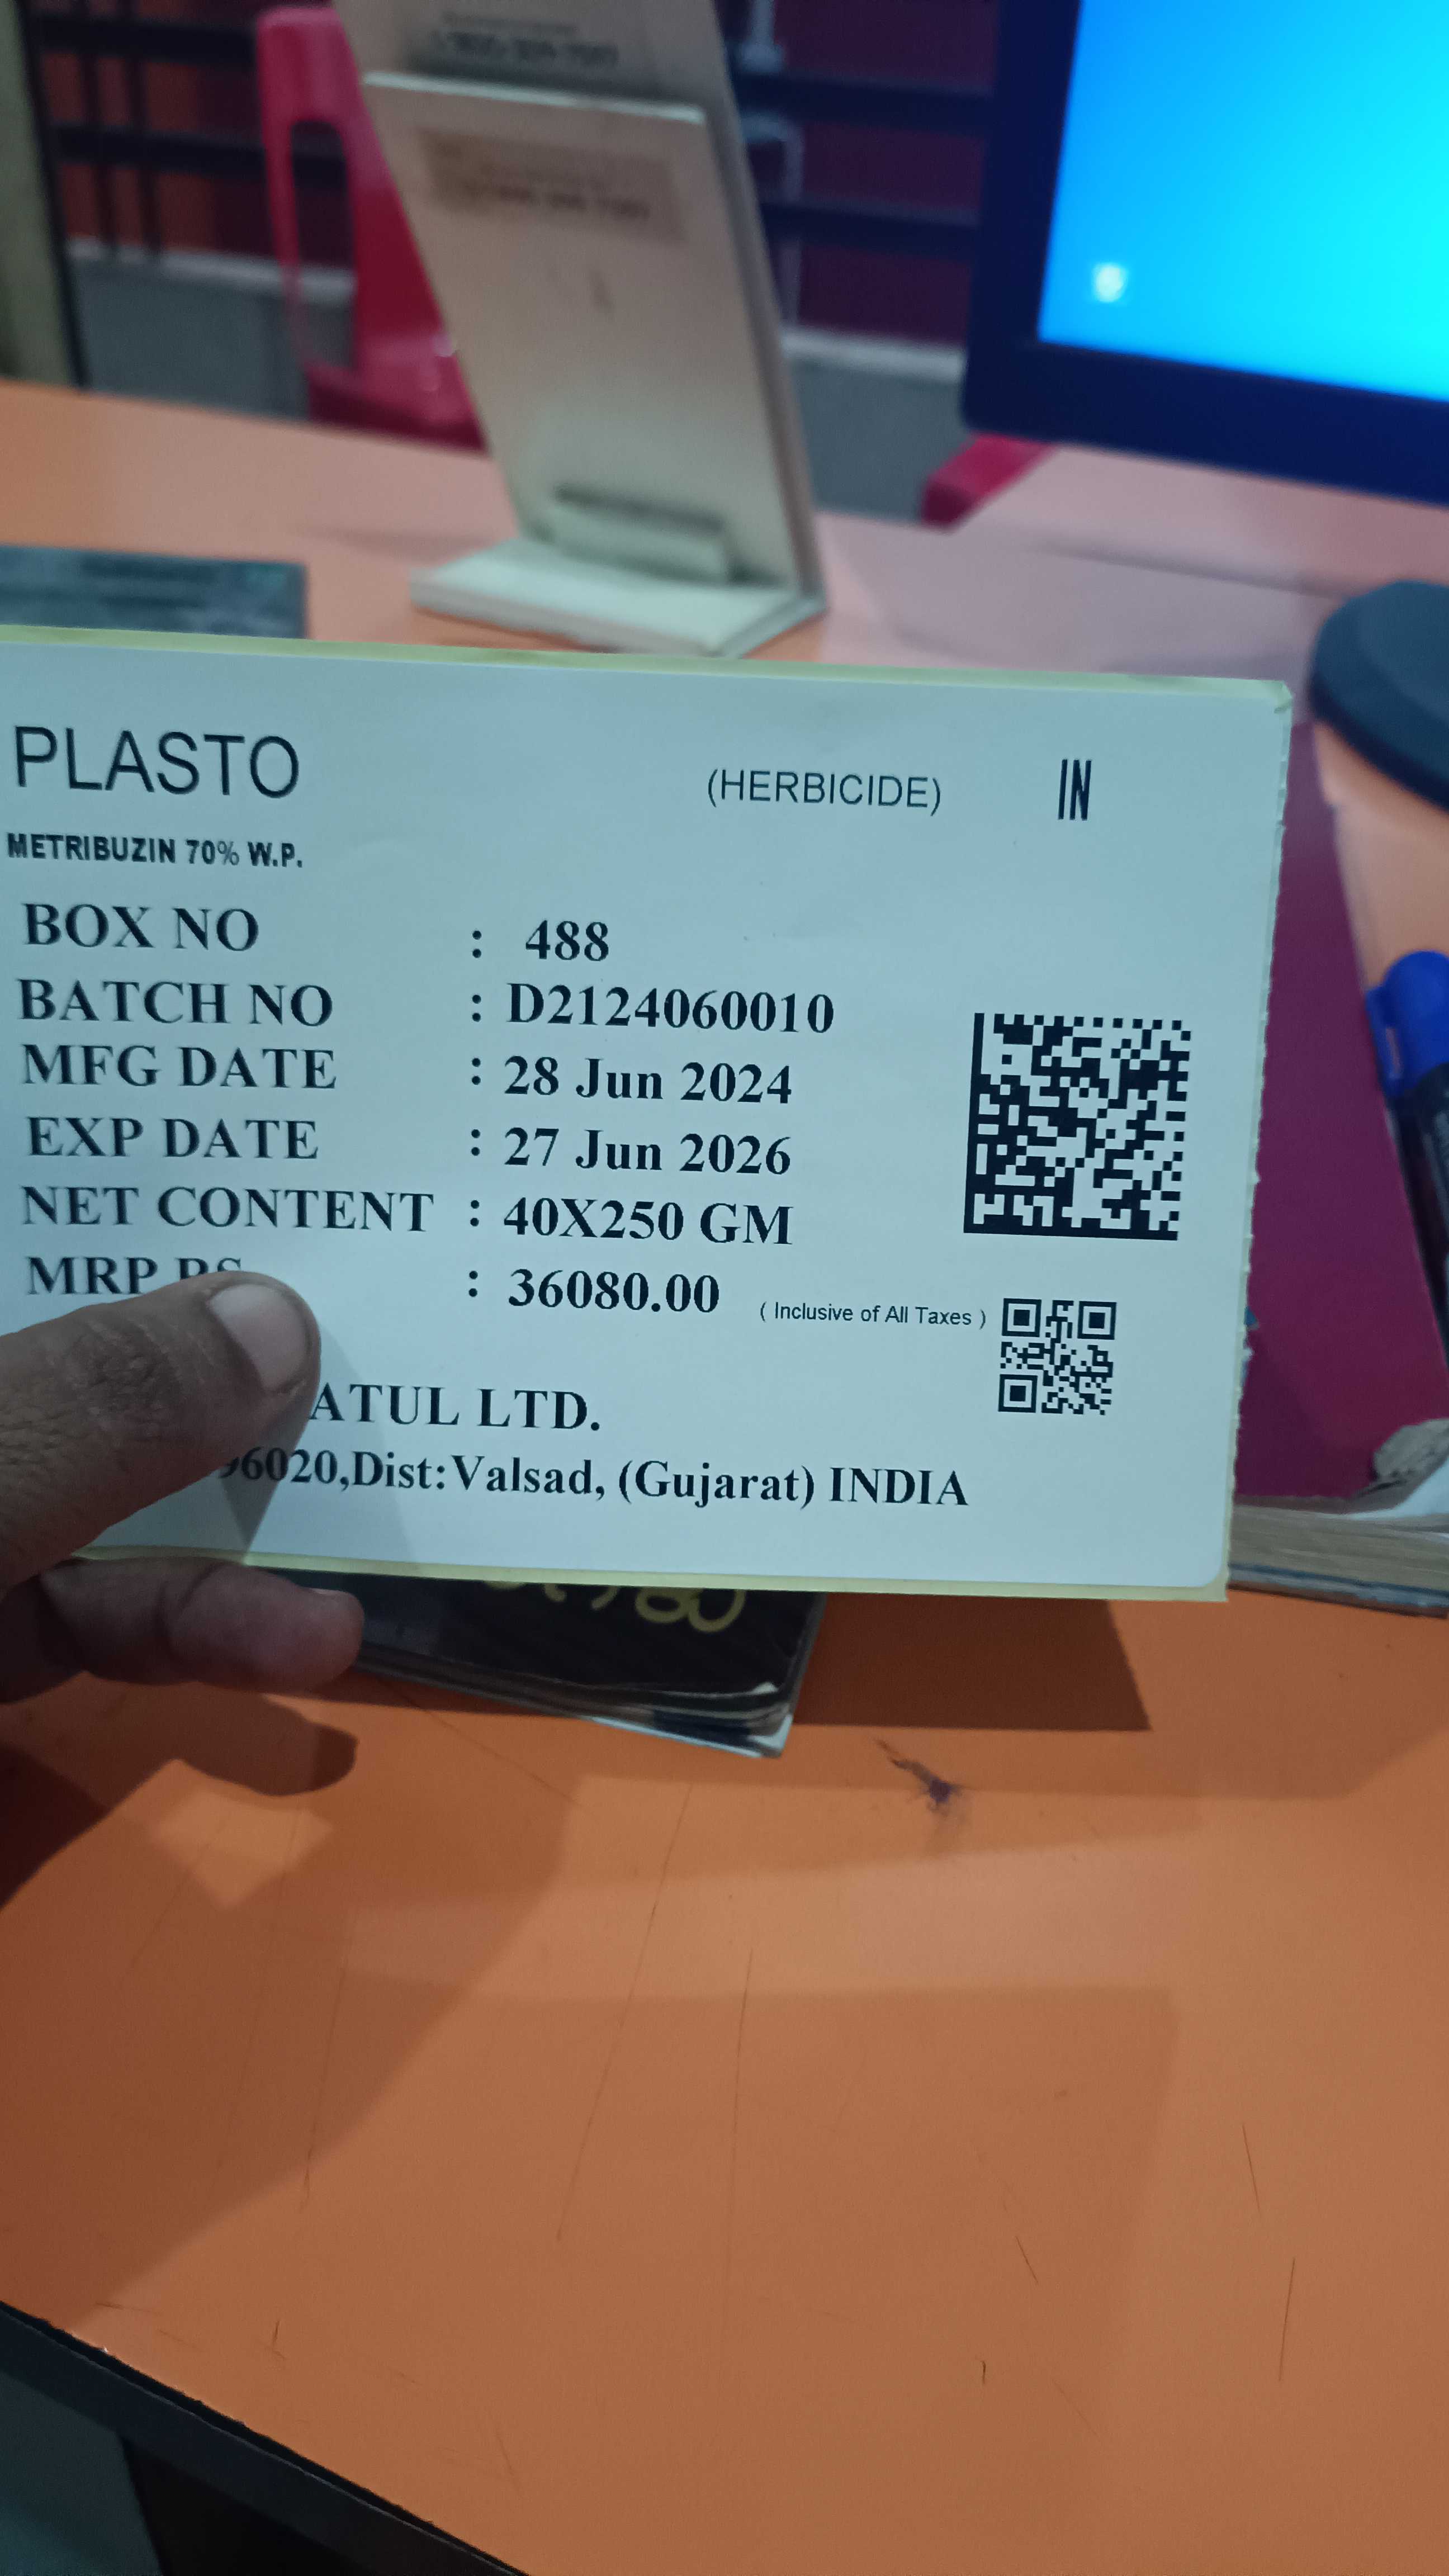 PLASTO
(HERBICIDE) IN
METRIBUZIN 70% W.P.
BOX NO : 488
BATCH NO : D2124060010
MFG DATE : 28 Jun 2024
EXP DATE : 27 Jun 2026
NET CONTENT : 40X250 GM
MRP RS : 36080.00 ( Inclusive of All Taxes )
ATUL LTD.
96020,Dist:Valsad, (Gujarat) INDIA